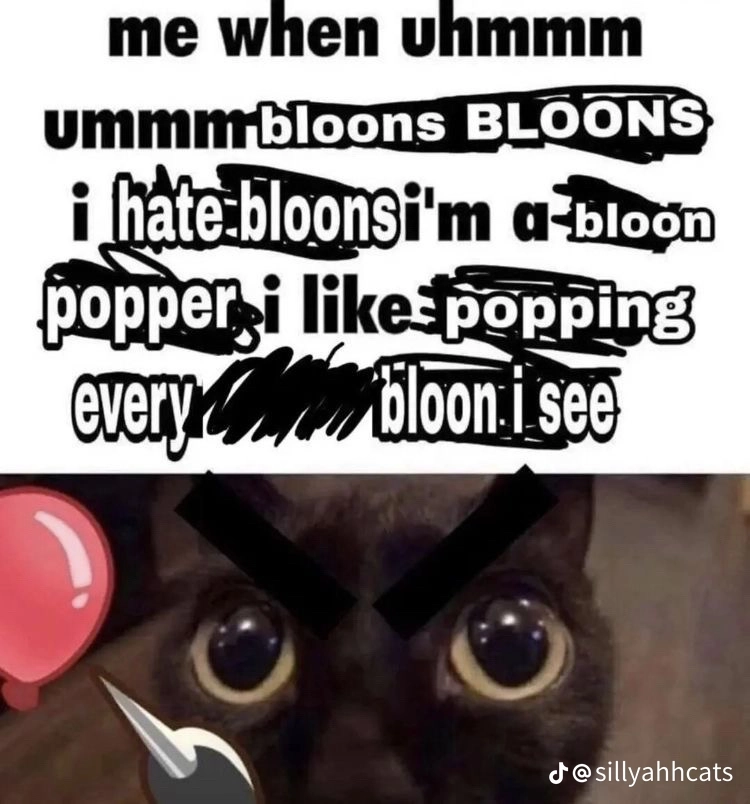 me when uhmmm
ummm bloons BLOONS
i hate bloons i'm a bloon
popper, i like popping
every bloon i see
@sillyahhcats